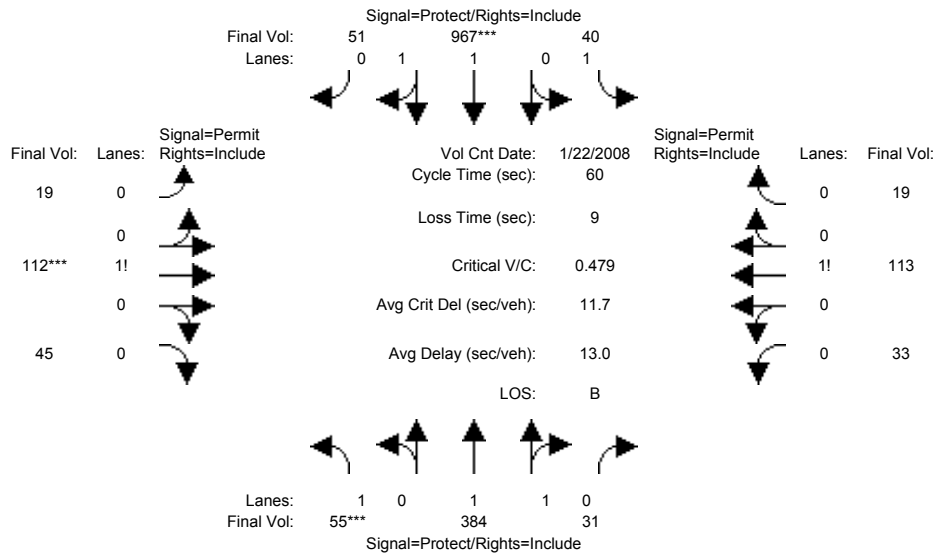 Signal=Protect/Rights=Include
Final Vol: 51 967*** 40
Lanes: 0 1 1 0 1
Signal=Permit
Final Vol: Lanes: Rights=Include
Vol Cnt Date: 1/22/2008
Signal=Permit
Rights=Include Lanes: Final Vol:
Cycle Time (sec): 60
19 0
0 19
Loss Time (sec): 9
0
0
112*** 1!
Critical V/C: 0.479
1! 113
0
Avg Crit Del (sec/veh): 11.7
0
45 0
Avg Delay (sec/veh): 13.0
0 33
LOS: B
Lanes: 1 0 1 1 0
Final Vol: 55*** 384 31
Signal=Protect/Rights=Include